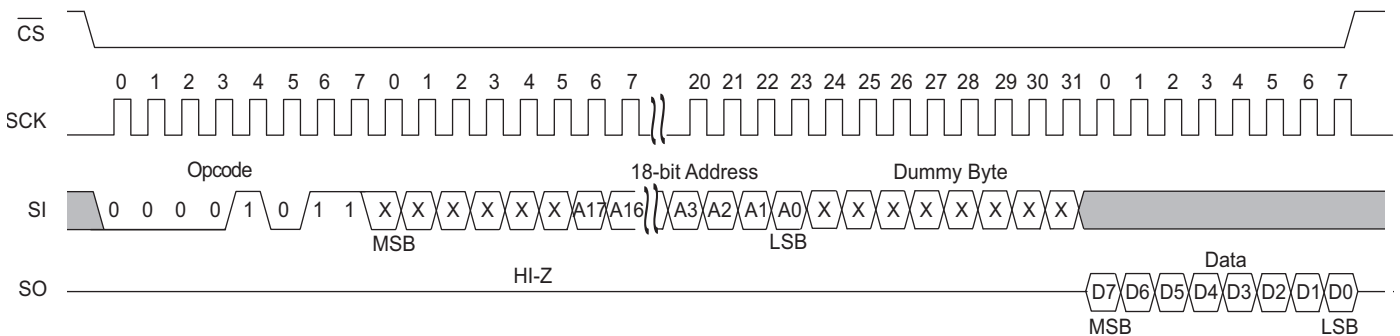 CS
0 1 2 3 4 5 6 7 0 1 2 3 4 5 6 7 20 21 22 23 24 25 26 27 28 29 30 31 0 1 2 3 4 5 6 7
SCK
Opcode 18-bit Address Dummy Byte
SI 0 0 0 0 1 0 1 1 X X X X X X A17 A16 A3 A2 A1 A0 X X X X X X X X
MSB LSB
HI-Z Data
SO D7 D6 D5 D4 D3 D2 D1 D0
MSB LSB